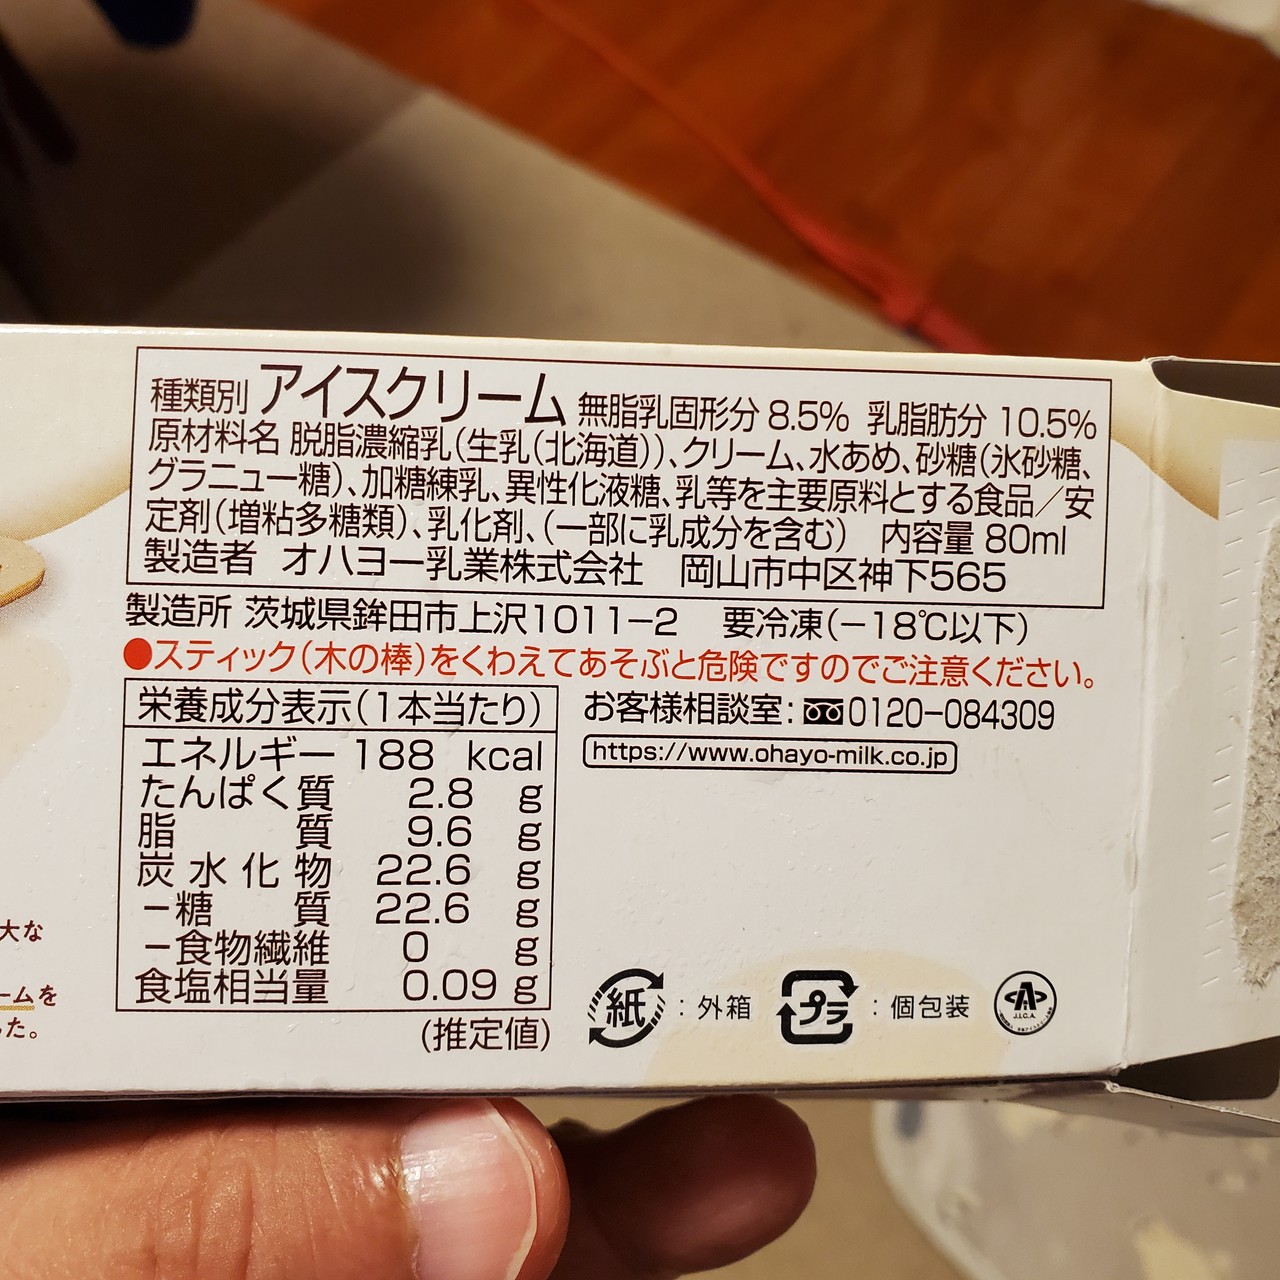 種類別 アイスクリーム 無脂乳固形分 8.5% 乳脂肪分 10.5%
原材料名 脱脂濃縮乳(生乳(北海道))、クリーム、水あめ、砂糖(氷砂糖、
グラニュー糖)、加糖練乳、異性化液糖、乳等を主要原料とする食品/安
定剤(増粘多糖類)、乳化剤、(一部に乳成分を含む) 内容量 80ml
製造者 オハヨー乳業株式会社 岡山市中区神下565
製造所 茨城県鉾田市上沢1011-2 要冷凍(-18℃以下)
●スティック(木の棒)をくわえてあそぶと危険ですのでご注意ください。
栄養成分表示(1本当たり)
エネルギー 188 kcal
たんぱく質 2.8 g
脂質 9.6 g
炭水化物 22.6 g
-糖質 22.6 g
-食物繊維 0 g
食塩相当量 0.09 g
(推定値)
お客様相談室:0120-084309
https://www.ohayo-milk.co.jp
紙:外箱 プラ:個包装
J.I.C.A.
大な
ームを
た。